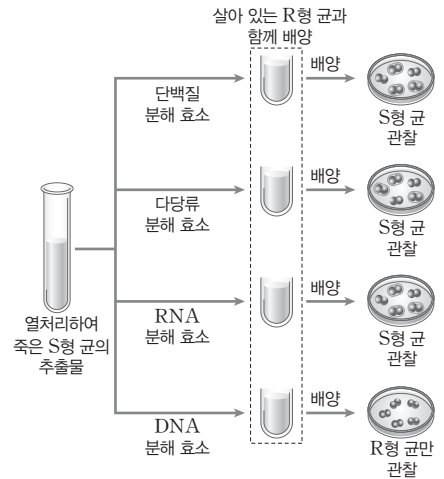 살아 있는 R형 균과
함께 배양
배양
단백질
분해 효소
S형 균
관찰
배양
다당류
분해 효소
S형 균
관찰
배양
열처리하여
죽은 S형 균의
추출물
RNA
분해 효소
S형 균
관찰
배양
DNA
분해 효소
R형 균만
관찰